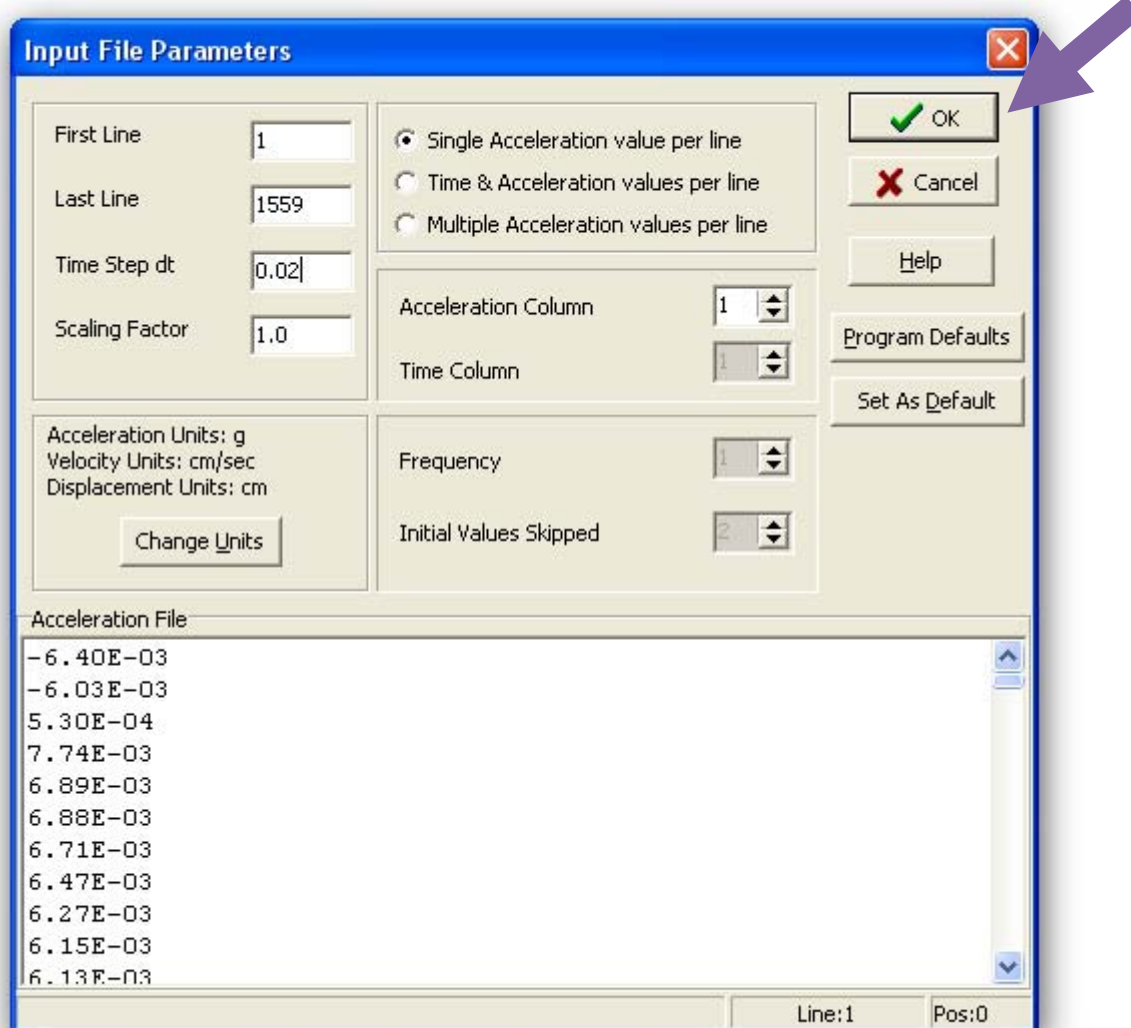 Input File Parameters
First Line
1
Last Line
1559
Time Step dt
0.02
Scaling Factor
1.0
Single Acceleration value per line
Time & Acceleration values per line
Multiple Acceleration values per line
OK
Cancel
Help
Program Defaults
Set As Default
Acceleration Column
1
Time Column
1
Acceleration Units: g
Velocity Units: cm/sec
Displacement Units: cm
Change Units
Frequency
1
Initial Values Skipped
2
Acceleration File
-6.40E-03
-6.03E-03
5.30E-04
7.74E-03
6.89E-03
6.88E-03
6.71E-03
6.47E-03
6.27E-03
6.15E-03
6.13E-03
Line:1
Pos:0